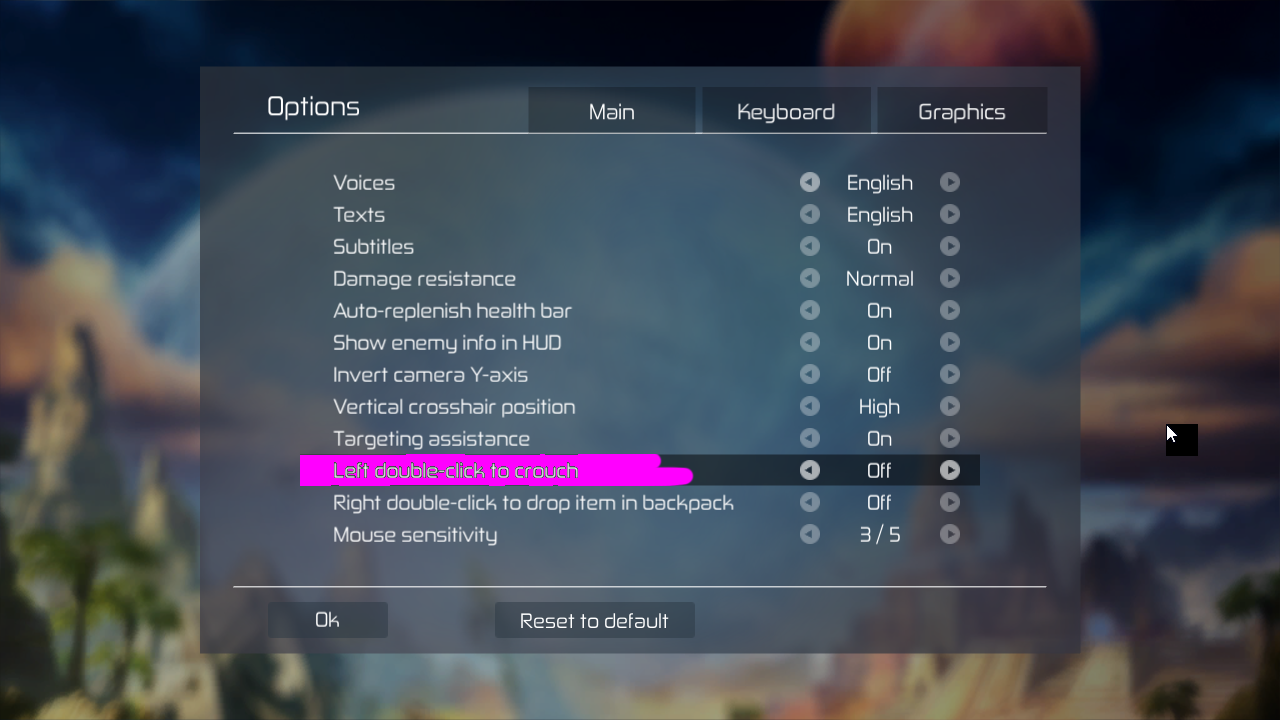 Options Main Keyboard Graphics
Voices English
Texts English
Subtitles On
Damage resistance Normal
Auto-replenish health bar On
Show enemy info in HUD On
Invert camera Y-axis Off
Vertical crosshair position High
Targeting assistance On
Left double-click to crouch Off
Right double-click to drop item in backpack Off
Mouse sensitivity 3 / 5
Ok Reset to default